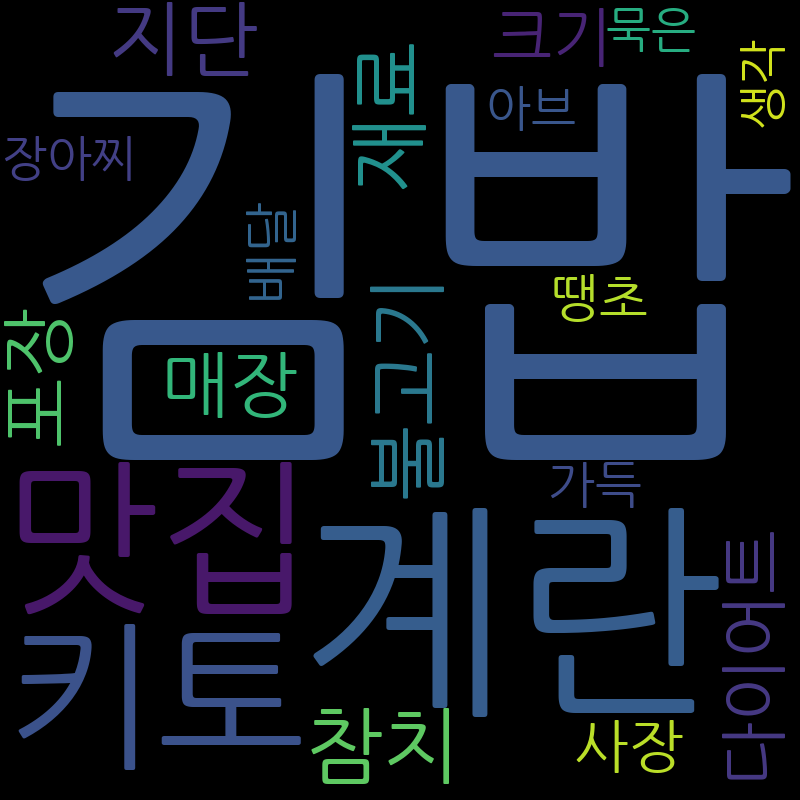 지단
크기
묵은
생각
재료
아브
김밥
장아찌
배달
땡초
불고기
포장
매장
맛집
가득
계란
다이어트
키토
참치
사장